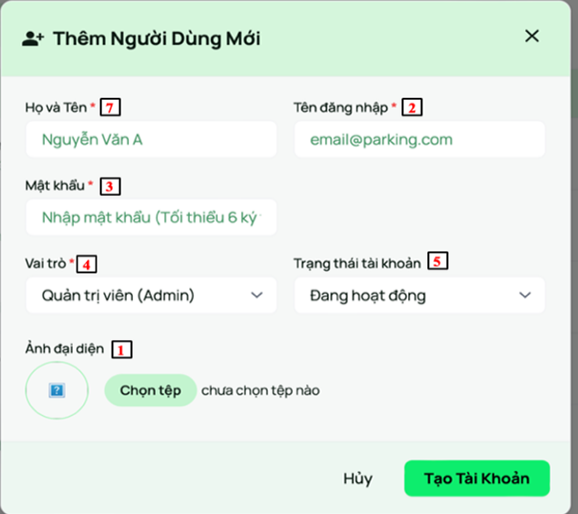 Thêm Người Dùng Mới
Họ và Tên * 7 Tên đăng nhập * 2
Nguyễn Văn A email@parking.com
Mật khẩu * 3
Nhập mật khẩu (Tối thiểu 6 ký
Vai trò * 4 Trạng thái tài khoản 5
Quản trị viên (Admin) Đang hoạt động
Ảnh đại diện 1
? Chọn tệp chưa chọn tệp nào
Hủy Tạo Tài Khoản